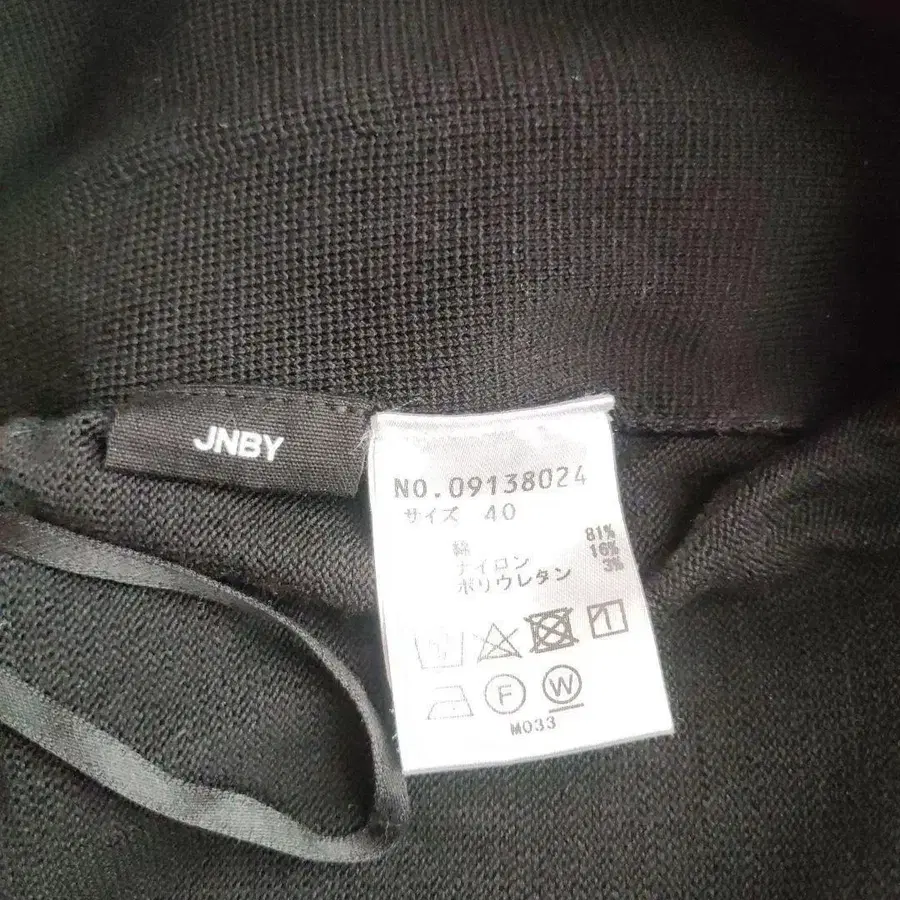 JNBY
NO.09138024
サイズ 40
綿 81%
ナイロン 16%
ポリウレタン 3%
F W
M033